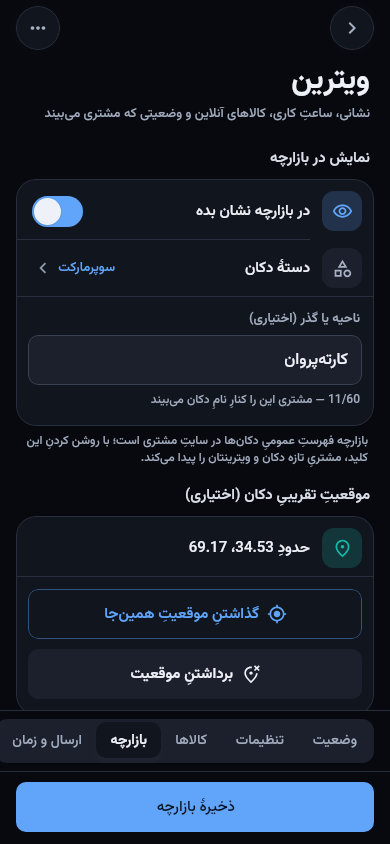 ویترین
نشانی، ساعتِ کاری، کالاهای آنلاین و وضعیتی که مشتری می‌بیند
نمایش در بازارچه
در بازارچه نشان بده
دستهٔ دکان
سوپرمارکت
ناحیه یا گذر (اختیاری)
کارته‌پروان
11/60 — مشتری این را کنارِ نامِ دکان می‌بیند
بازارچه فهرستِ عمومیِ دکان‌ها در سایتِ مشتری است؛ با روشن کردنِ این
کلید، مشتریِ تازه دکان و ویترینتان را پیدا می‌کند.
موقعیتِ تقریبیِ دکان (اختیاری)
حدودِ 34.53، 69.17
گذاشتنِ موقعیتِ همین‌جا
برداشتنِ موقعیت
وضعیت
تنظیمات
کالاها
بازارچه
ارسال و زمان
ذخیرهٔ بازارچه